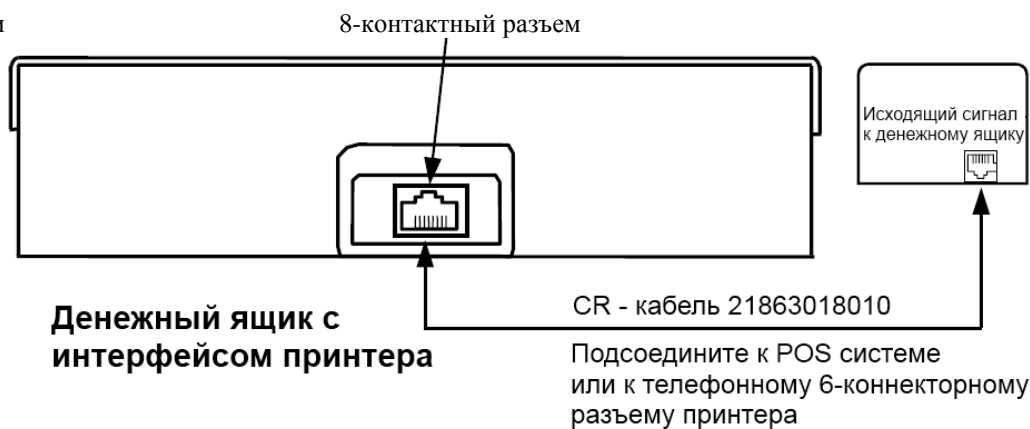 8-контактный разъем
Исходящий сигнал
к денежному ящику
CR - кабель 21863018010
Денежный ящик с
интерфейсом принтера
Подсоедините к POS системе
или к телефонному 6-коннекторному
разъему принтера